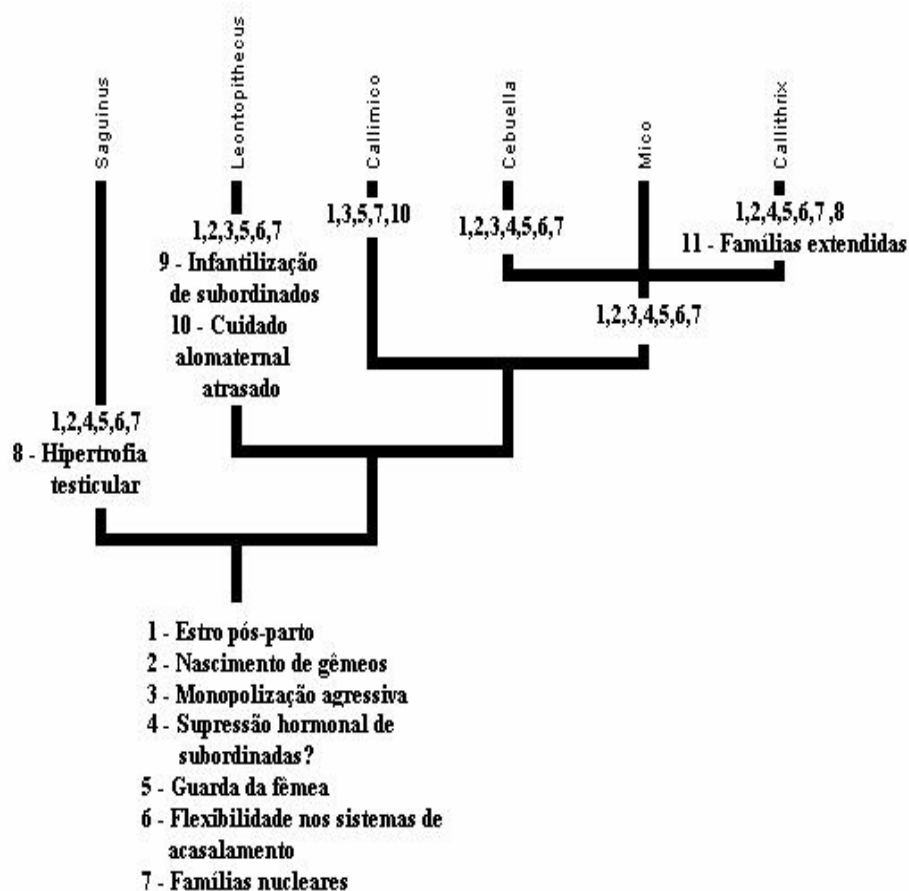 Saguinus
Leontopithecus
Callimico
Cebuella
Mico
Callithrix
1,2,3,5,6,7
9 - Infantilização
de subordinados
10 - Cuidado
alomaternal
atrasado
1,3,5,7,10
1,2,3,4,5,6,7
1,2,4,5,6,7 ,8
11 - Famílias extendidas
1,2,3,4,5,6,7
1,2,4,5,6,7
8 - Hipertrofia
testicular
1 - Estro pós-parto
2 - Nascimento de gêmeos
3 - Monopolização agressiva
4 - Supressão hormonal de
subordinadas?
5 - Guarda da fêmea
6 - Flexibilidade nos sistemas de
acasalamento
7 - Famílias nucleares